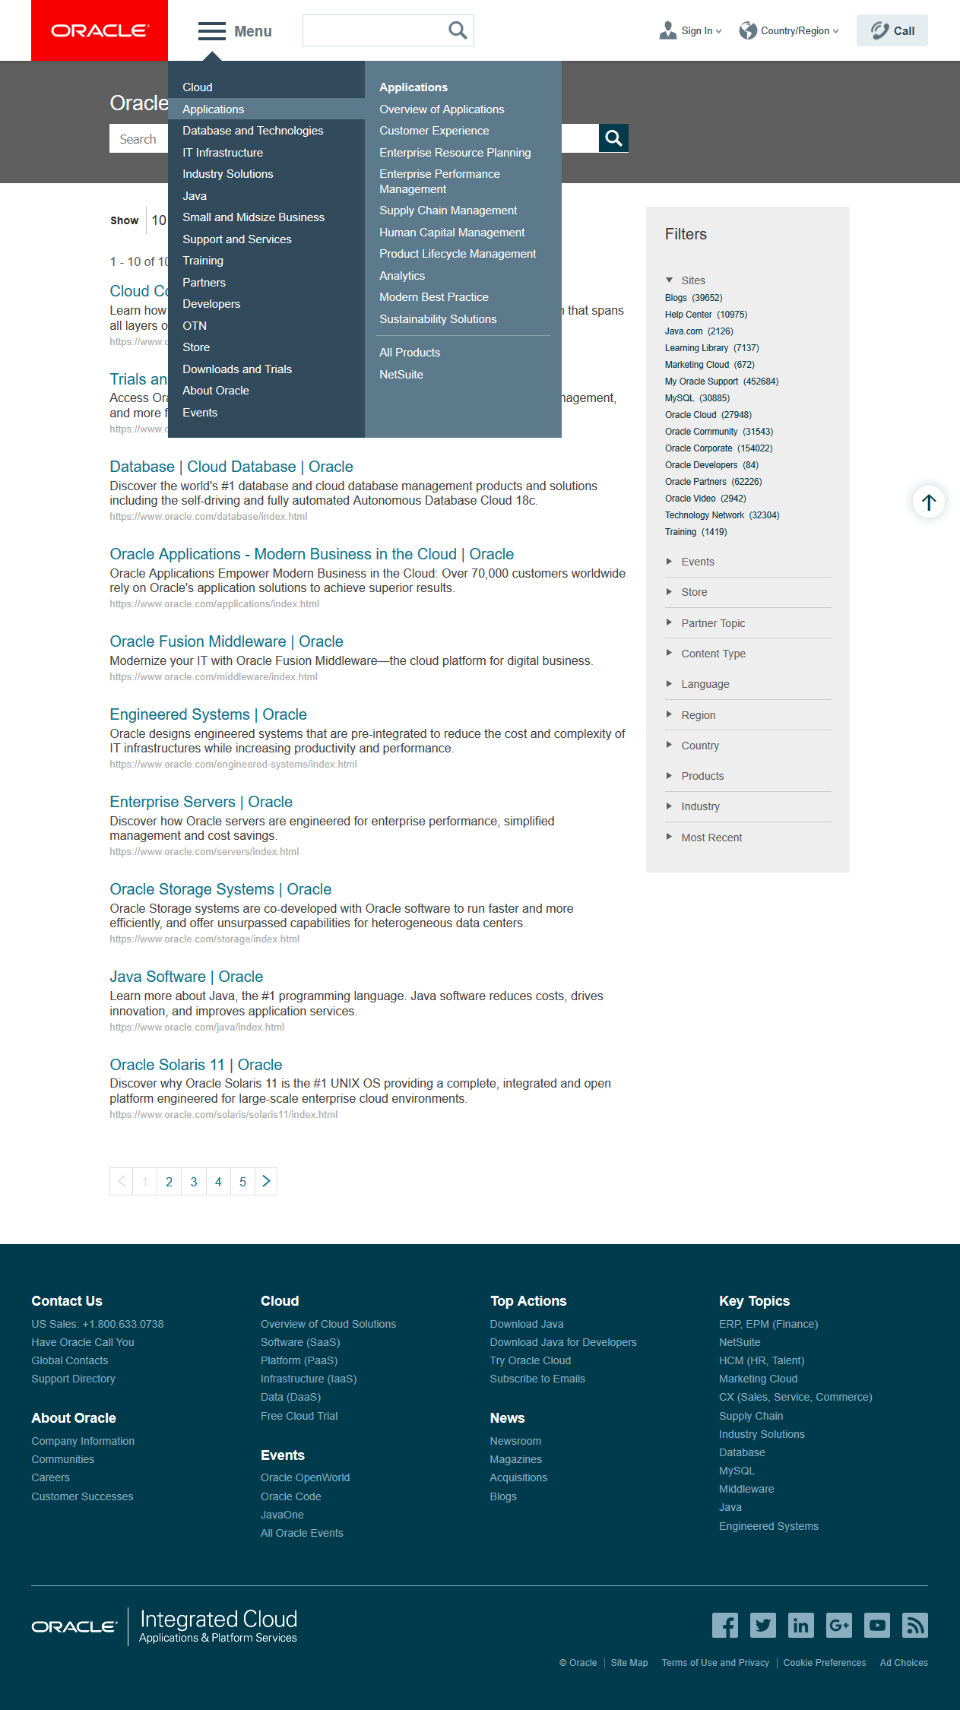 ORACLE
Menu
Sign In
Country/Region
Call
Cloud
Applications
Database and Technologies
IT Infrastructure
Industry Solutions
Java
Small and Midsize Business
Support and Services
Training
Partners
Developers
OTN
Store
Downloads and Trials
About Oracle
Events
Applications
Overview of Applications
Customer Experience
Enterprise Resource Planning
Enterprise Performance
Management
Supply Chain Management
Human Capital Management
Product Lifecycle Management
Analytics
Modern Best Practice
Sustainability Solutions
All Products
NetSuite
Oracle
Search
Show 10
1 - 10 of 10
Cloud Co
Learn how
that spans
all layers o
https://www.o
Trials an
Access Ora
nagement,
and more f
https://www.o
Database | Cloud Database | Oracle
Discover the world's #1 database and cloud database management products and solutions
including the self-driving and fully automated Autonomous Database Cloud 18c.
https://www.oracle.com/database/index.html
Oracle Applications - Modern Business in the Cloud | Oracle
Oracle Applications Empower Modern Business in the Cloud: Over 70,000 customers worldwide
rely on Oracle's application solutions to achieve superior results.
https://www.oracle.com/applications/index.html
Oracle Fusion Middleware | Oracle
Modernize your IT with Oracle Fusion Middleware—the cloud platform for digital business.
https://www.oracle.com/middleware/index.html
Engineered Systems | Oracle
Oracle designs engineered systems that are pre-integrated to reduce the cost and complexity of
IT infrastructures while increasing productivity and performance.
https://www.oracle.com/engineered-systems/index.html
Enterprise Servers | Oracle
Discover how Oracle servers are engineered for enterprise performance, simplified
management and cost savings.
https://www.oracle.com/servers/index.html
Oracle Storage Systems | Oracle
Oracle Storage systems are co-developed with Oracle software to run faster and more
efficiently, and offer unsurpassed capabilities for heterogeneous data centers.
https://www.oracle.com/storage/index.html
Java Software | Oracle
Learn more about Java, the #1 programming language. Java software reduces costs, drives
innovation, and improves application services.
https://www.oracle.com/java/index.html
Oracle Solaris 11 | Oracle
Discover why Oracle Solaris 11 is the #1 UNIX OS providing a complete, integrated and open
platform engineered for large-scale enterprise cloud environments.
https://www.oracle.com/solaris/solaris11/index.html
1 2 3 4 5
Filters
Sites
Blogs (39652)
Help Center (10975)
Java.com (2126)
Learning Library (7137)
Marketing Cloud (672)
My Oracle Support (452684)
MySQL (30885)
Oracle Cloud (27948)
Oracle Community (31543)
Oracle Corporate (154022)
Oracle Developers (84)
Oracle Partners (62226)
Oracle Video (2942)
Technology Network (32304)
Training (1419)
Events
Store
Partner Topic
Content Type
Language
Region
Country
Products
Industry
Most Recent
Contact Us
US Sales: +1.800.633.0738
Have Oracle Call You
Global Contacts
Support Directory
About Oracle
Company Information
Communities
Careers
Customer Successes
Cloud
Overview of Cloud Solutions
Software (SaaS)
Platform (PaaS)
Infrastructure (IaaS)
Data (DaaS)
Free Cloud Trial
Events
Oracle OpenWorld
Oracle Code
JavaOne
All Oracle Events
Top Actions
Download Java
Download Java for Developers
Try Oracle Cloud
Subscribe to Emails
News
Newsroom
Magazines
Acquisitions
Blogs
Key Topics
ERP, EPM (Finance)
NetSuite
HCM (HR, Talent)
Marketing Cloud
CX (Sales, Service, Commerce)
Supply Chain
Industry Solutions
Database
MySQL
Middleware
Java
Engineered Systems
ORACLE
Integrated Cloud
Applications & Platform Services
© Oracle | Site Map Terms of Use and Privacy | Cookie Preferences Ad Choices